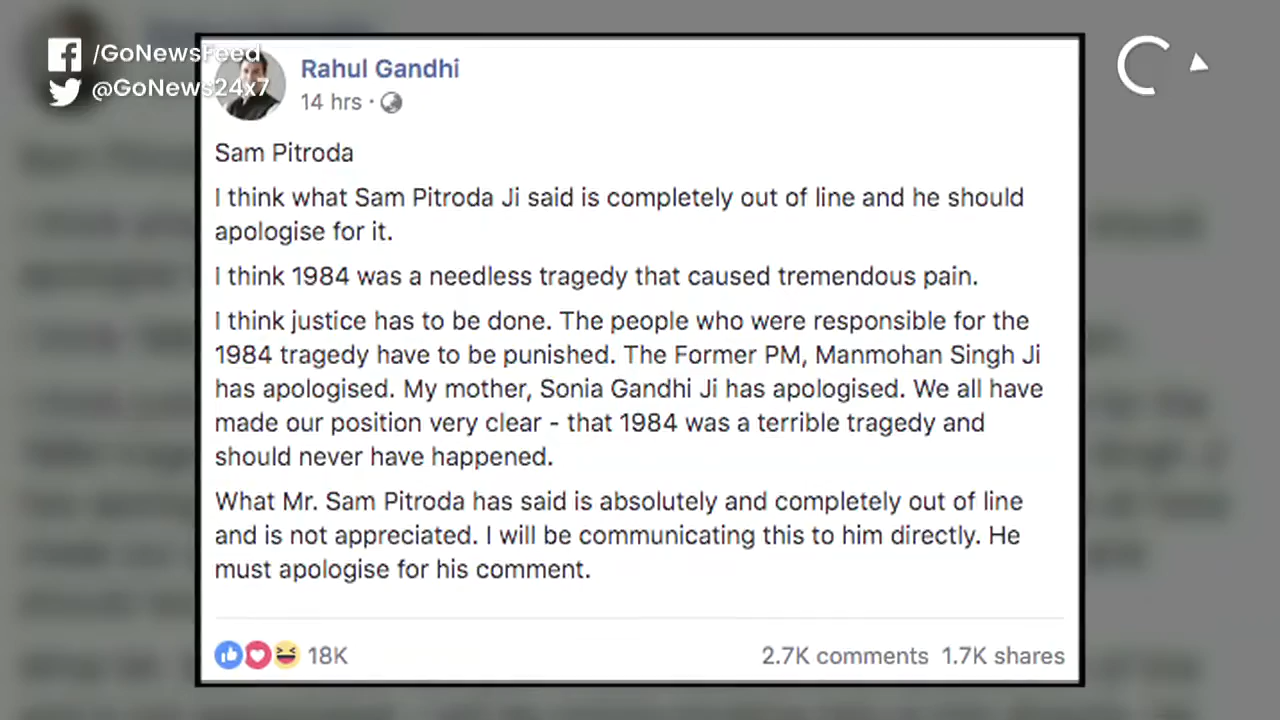 /GoNewsFeed
@GoNews24x7
Rahul Gandhi
14 hrs ·
Sam Pitroda
I think what Sam Pitroda Ji said is completely out of line and he should
apologise for it.
I think 1984 was a needless tragedy that caused tremendous pain.
I think justice has to be done. The people who were responsible for the
1984 tragedy have to be punished. The Former PM, Manmohan Singh Ji
has apologised. My mother, Sonia Gandhi Ji has apologised. We all have
made our position very clear - that 1984 was a terrible tragedy and
should never have happened.
What Mr. Sam Pitroda has said is absolutely and completely out of line
and is not appreciated. I will be communicating this to him directly. He
must apologise for his comment.
18K
2.7K comments 1.7K shares